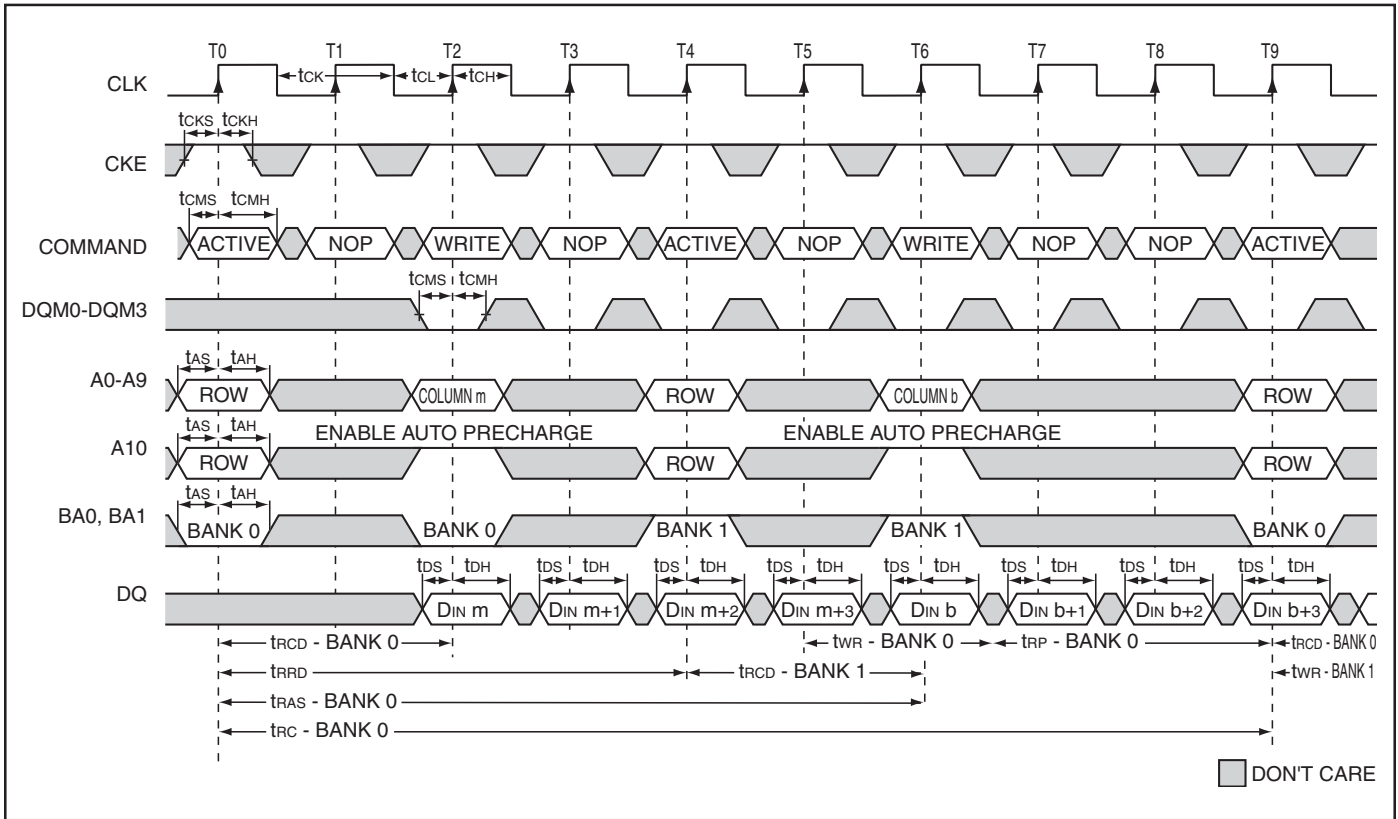 T0 T1 T2 T3 T4 T5 T6 T7 T8 T9
CLK tCK tCL tCH
tCKS tCKH
CKE
tCMS tCMH
COMMAND ACTIVE NOP WRITE NOP ACTIVE NOP WRITE NOP NOP ACTIVE
tCMS tCMH
DQM0-DQM3
tAS tAH
A0-A9 ROW COLUMN m ROW COLUMN b ROW
tAS tAH ENABLE AUTO PRECHARGE ENABLE AUTO PRECHARGE
A10 ROW ROW ROW
tAS tAH
BA0, BA1 BANK 0 BANK 0 BANK 1 BANK 1 BANK 0
tDS tDH tDS tDH tDS tDH tDS tDH tDS tDH tDS tDH tDS tDH tDS tDH
DQ DIN m DIN m+1 DIN m+2 DIN m+3 DIN b DIN b+1 DIN b+2 DIN b+3
tRCD - BANK 0 tWR - BANK 0 tRP - BANK 0 tRCD - BANK 0
tRRD tRCD - BANK 1 tWR - BANK 1
tRAS - BANK 0
tRC - BANK 0
DON'T CARE